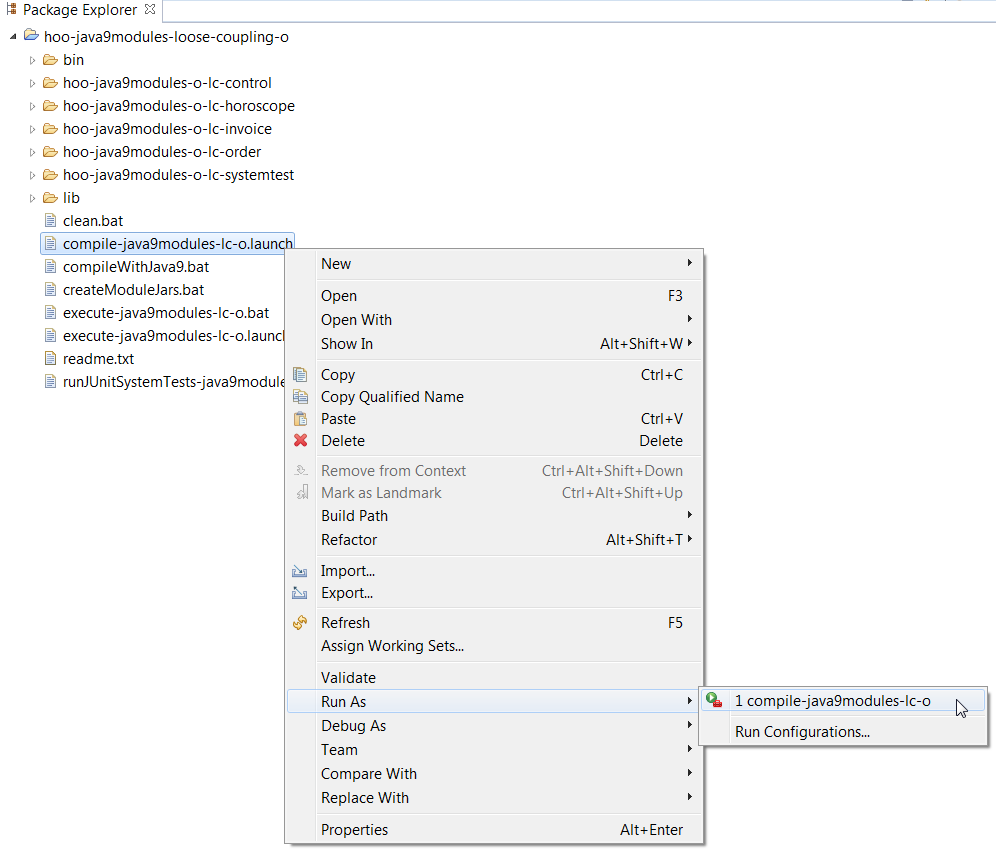 Package Explorer
hoo-java9modules-loose-coupling-o
bin
hoo-java9modules-o-lc-control
hoo-java9modules-o-lc-horoscope
hoo-java9modules-o-lc-invoice
hoo-java9modules-o-lc-order
hoo-java9modules-o-lc-systemtest
lib
clean.bat
compile-java9modules-lc-o.launch
compileWithJava9.bat
createModuleJars.bat
execute-java9modules-lc-o.bat
execute-java9modules-lc-o.launch
readme.txt
runJUnitSystemTests-java9module
New
Open F3
Open With
Show In Alt+Shift+W
Copy Ctrl+C
Copy Qualified Name
Paste Ctrl+V
Delete Delete
Remove from Context Ctrl+Alt+Shift+Down
Mark as Landmark Ctrl+Alt+Shift+Up
Build Path
Refactor Alt+Shift+T
Import...
Export...
Refresh F5
Assign Working Sets...
Validate
Run As
Debug As
Team
Compare With
Replace With
Properties Alt+Enter
1 compile-java9modules-lc-o
Run Configurations...